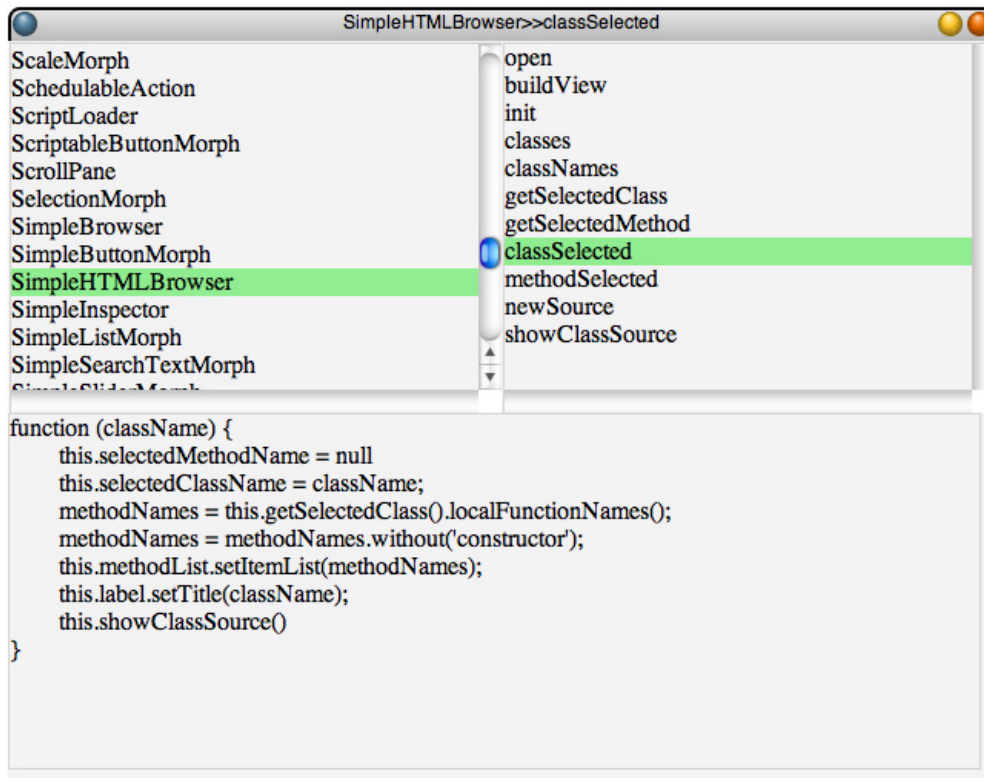 SimpleHTMLBrowser>>classSelected
ScaleMorph
SchedulableAction
ScriptLoader
ScriptableButtonMorph
ScrollPane
SelectionMorph
SimpleBrowser
SimpleButtonMorph
SimpleHTMLBrowser
SimpleInspector
SimpleListMorph
SimpleSearchTextMorph
SimpleSliderMorph
open
buildView
init
classes
classNames
getSelectedClass
getSelectedMethod
classSelected
methodSelected
newSource
showClassSource
function (className) {
this.selectedMethodName = null
this.selectedClassName = className;
methodNames = this.getSelectedClass().localFunctionNames();
methodNames = methodNames.without('constructor');
this.methodList.setItemList(methodNames);
this.label.setTitle(className);
this.showClassSource()
}